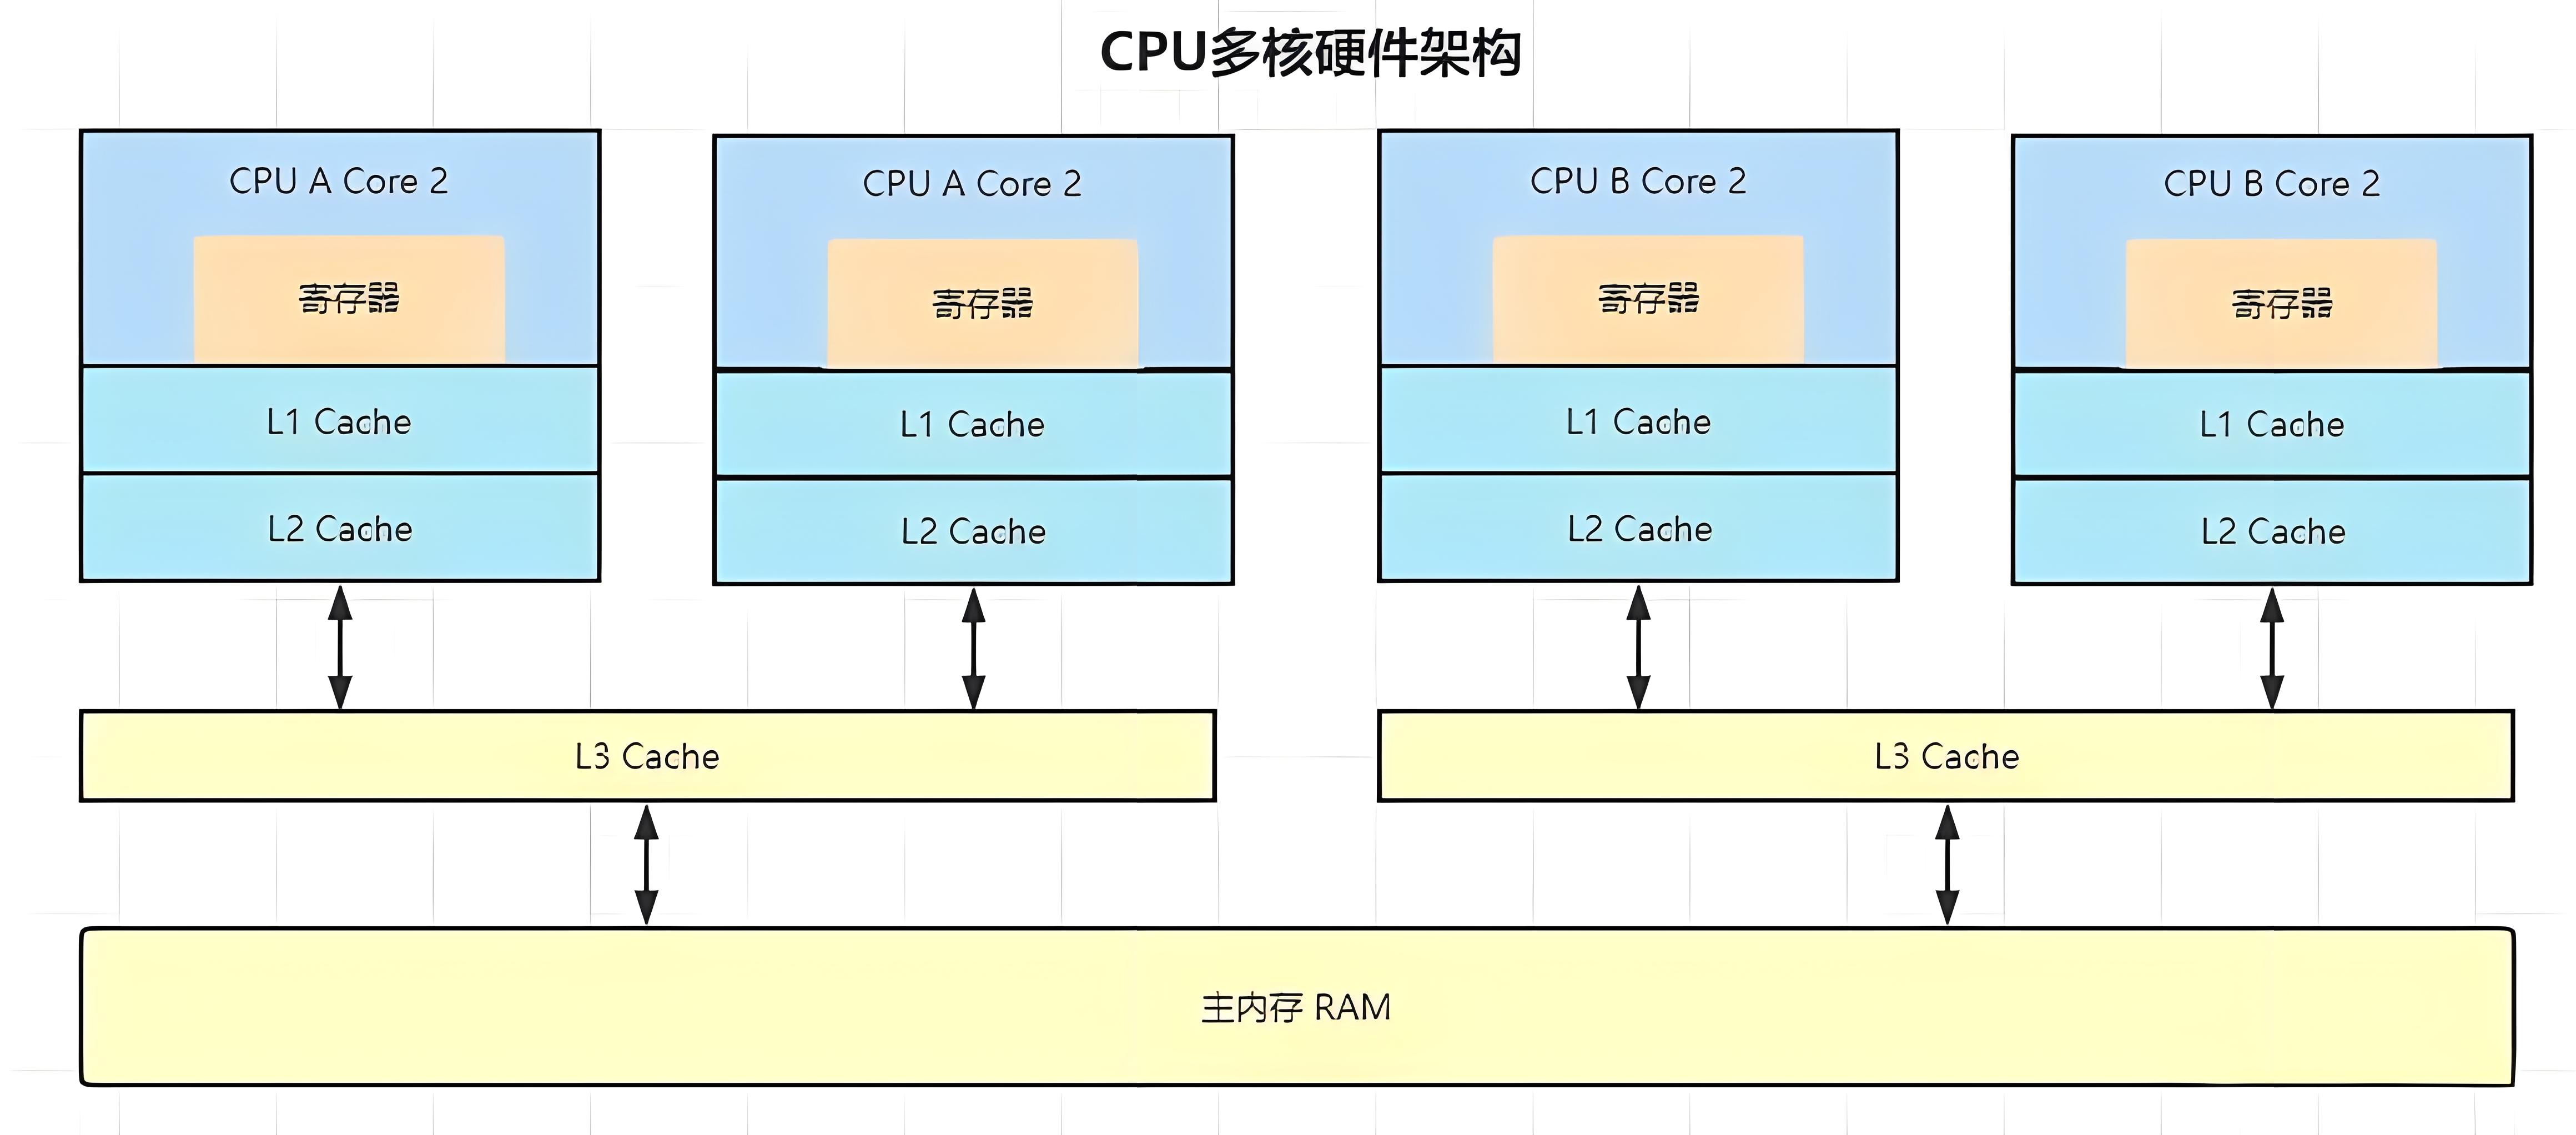 CPU多核硬件架构
CPU A Core 2
寄存器
L1 Cache
L2 Cache
CPU A Core 2
寄存器
L1 Cache
L2 Cache
CPU B Core 2
寄存器
L1 Cache
L2 Cache
CPU B Core 2
寄存器
L1 Cache
L2 Cache
L3 Cache
L3 Cache
主内存 RAM